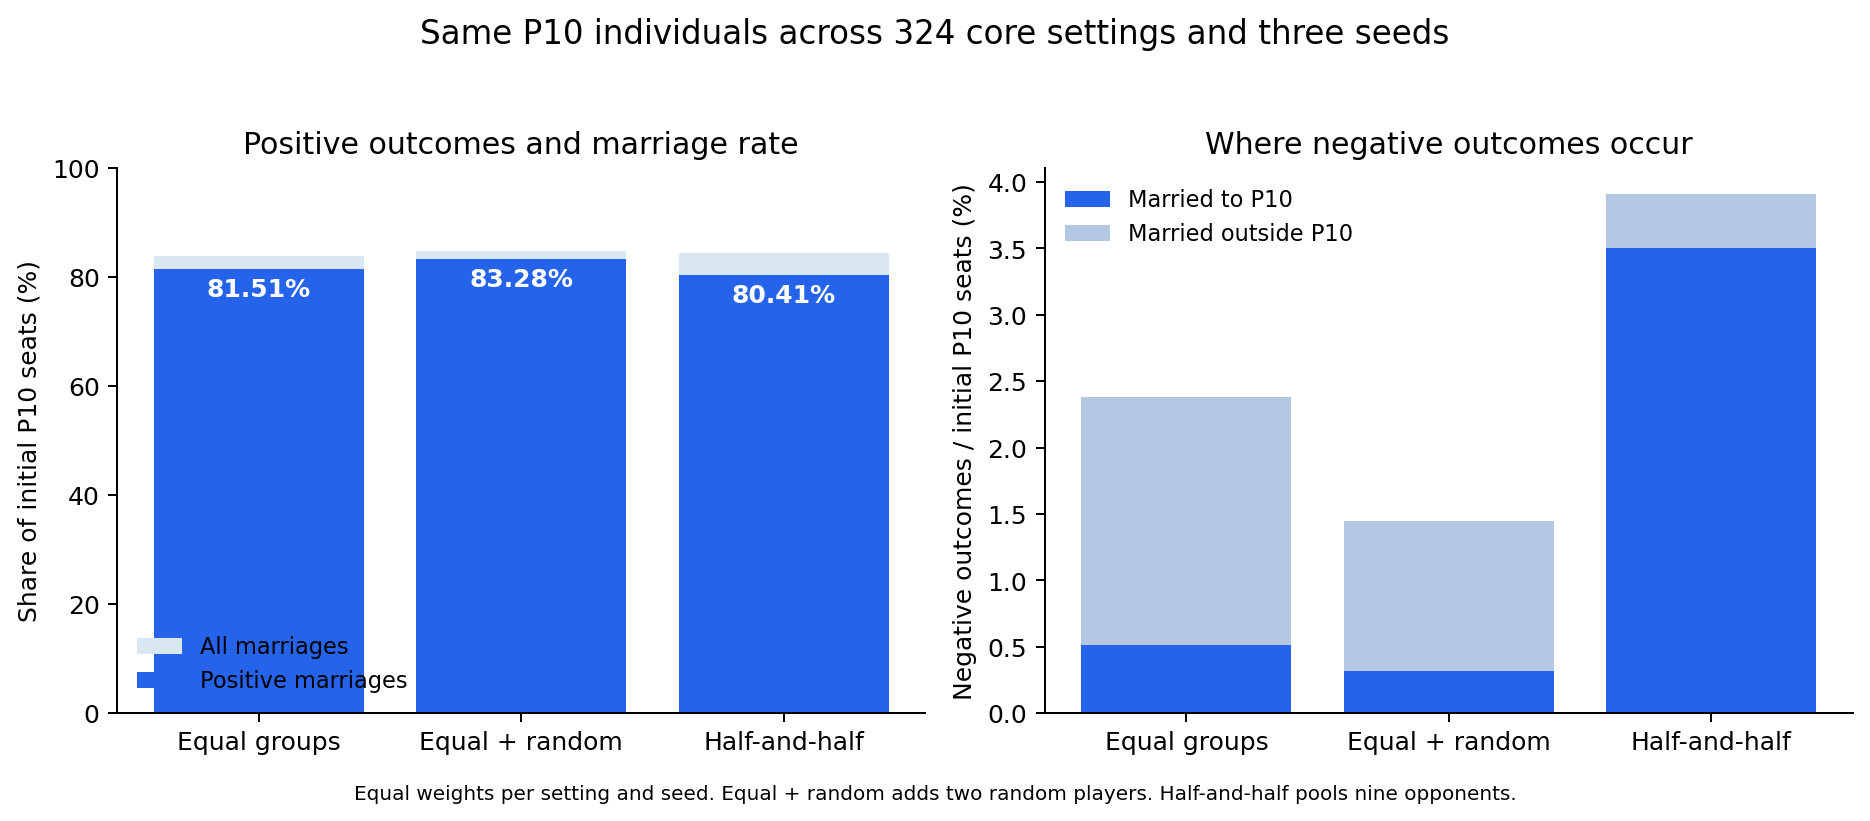 Same P10 individuals across 324 core settings and three seeds
Positive outcomes and marriage rate
Share of initial P10 seats (%)
100
80
60
40
20
0
81.51%
83.28%
80.41%
All marriages
Positive marriages
Equal groups
Equal + random
Half-and-half
Where negative outcomes occur
Negative outcomes / initial P10 seats (%)
4.0
3.5
3.0
2.5
2.0
1.5
1.0
0.5
0.0
Married to P10
Married outside P10
Equal groups
Equal + random
Half-and-half
Equal weights per setting and seed. Equal + random adds two random players. Half-and-half pools nine opponents.